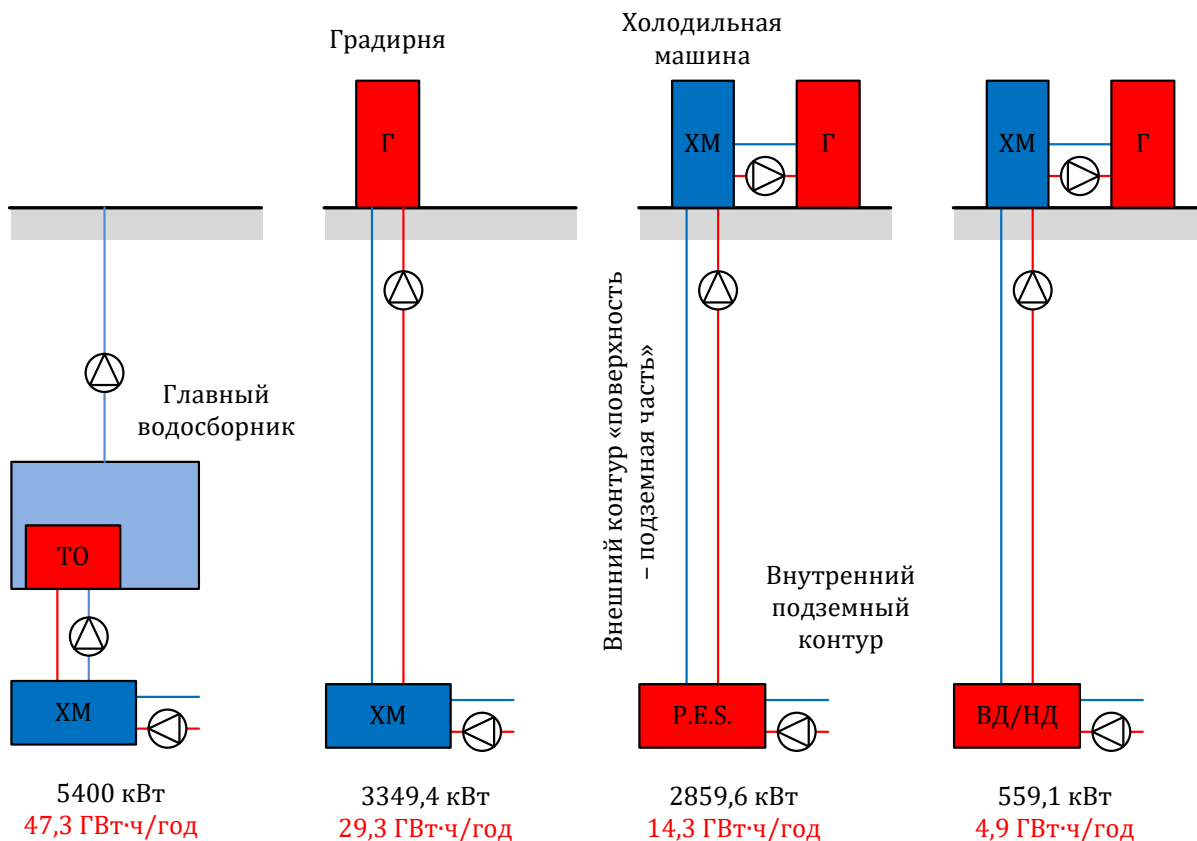 Градирня
Холодильная
машина
Г
ХМ
Г
ХМ
Г
Главный
водосборник
Внешний контур «поверхность
– подземная часть»
ТО
Внутренний
подземный
контур
ХМ
ХМ
P.E.S.
ВД/НД
5400 кВт
47,3 ГВт·ч/год
3349,4 кВт
29,3 ГВт·ч/год
2859,6 кВт
14,3 ГВт·ч/год
559,1 кВт
4,9 ГВт·ч/год